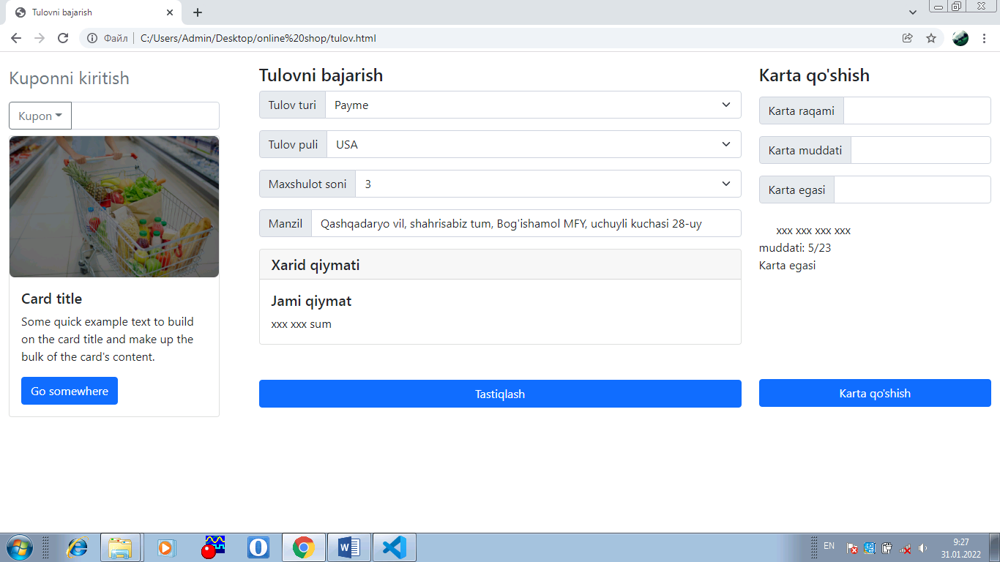 Tulovni bajarish
Файл
C:/Users/Admin/Desktop/online%20shop/tulov.html
Kuponni kiritish
Kupon
Card title
Some quick example text to build
on the card title and make up the
bulk of the card's content.
Go somewhere
Tulovni bajarish
Tulov turi
Payme
Tulov puli
USA
Maxshulot soni
3
Manzil
Qashqadaryo vil, shahrisabiz tum, Bog'ishamol MFY, uchuyli kuchasi 28-uy
Xarid qiymati
Jami qiymat
xxx xxx sum
Tastiqlash
Karta qo'shish
Karta raqami
Karta muddati
Karta egasi
xxx xxx xxx xxx
muddati: 5/23
Karta egasi
Karta qo'shish
EN
9:27
31.01.2022